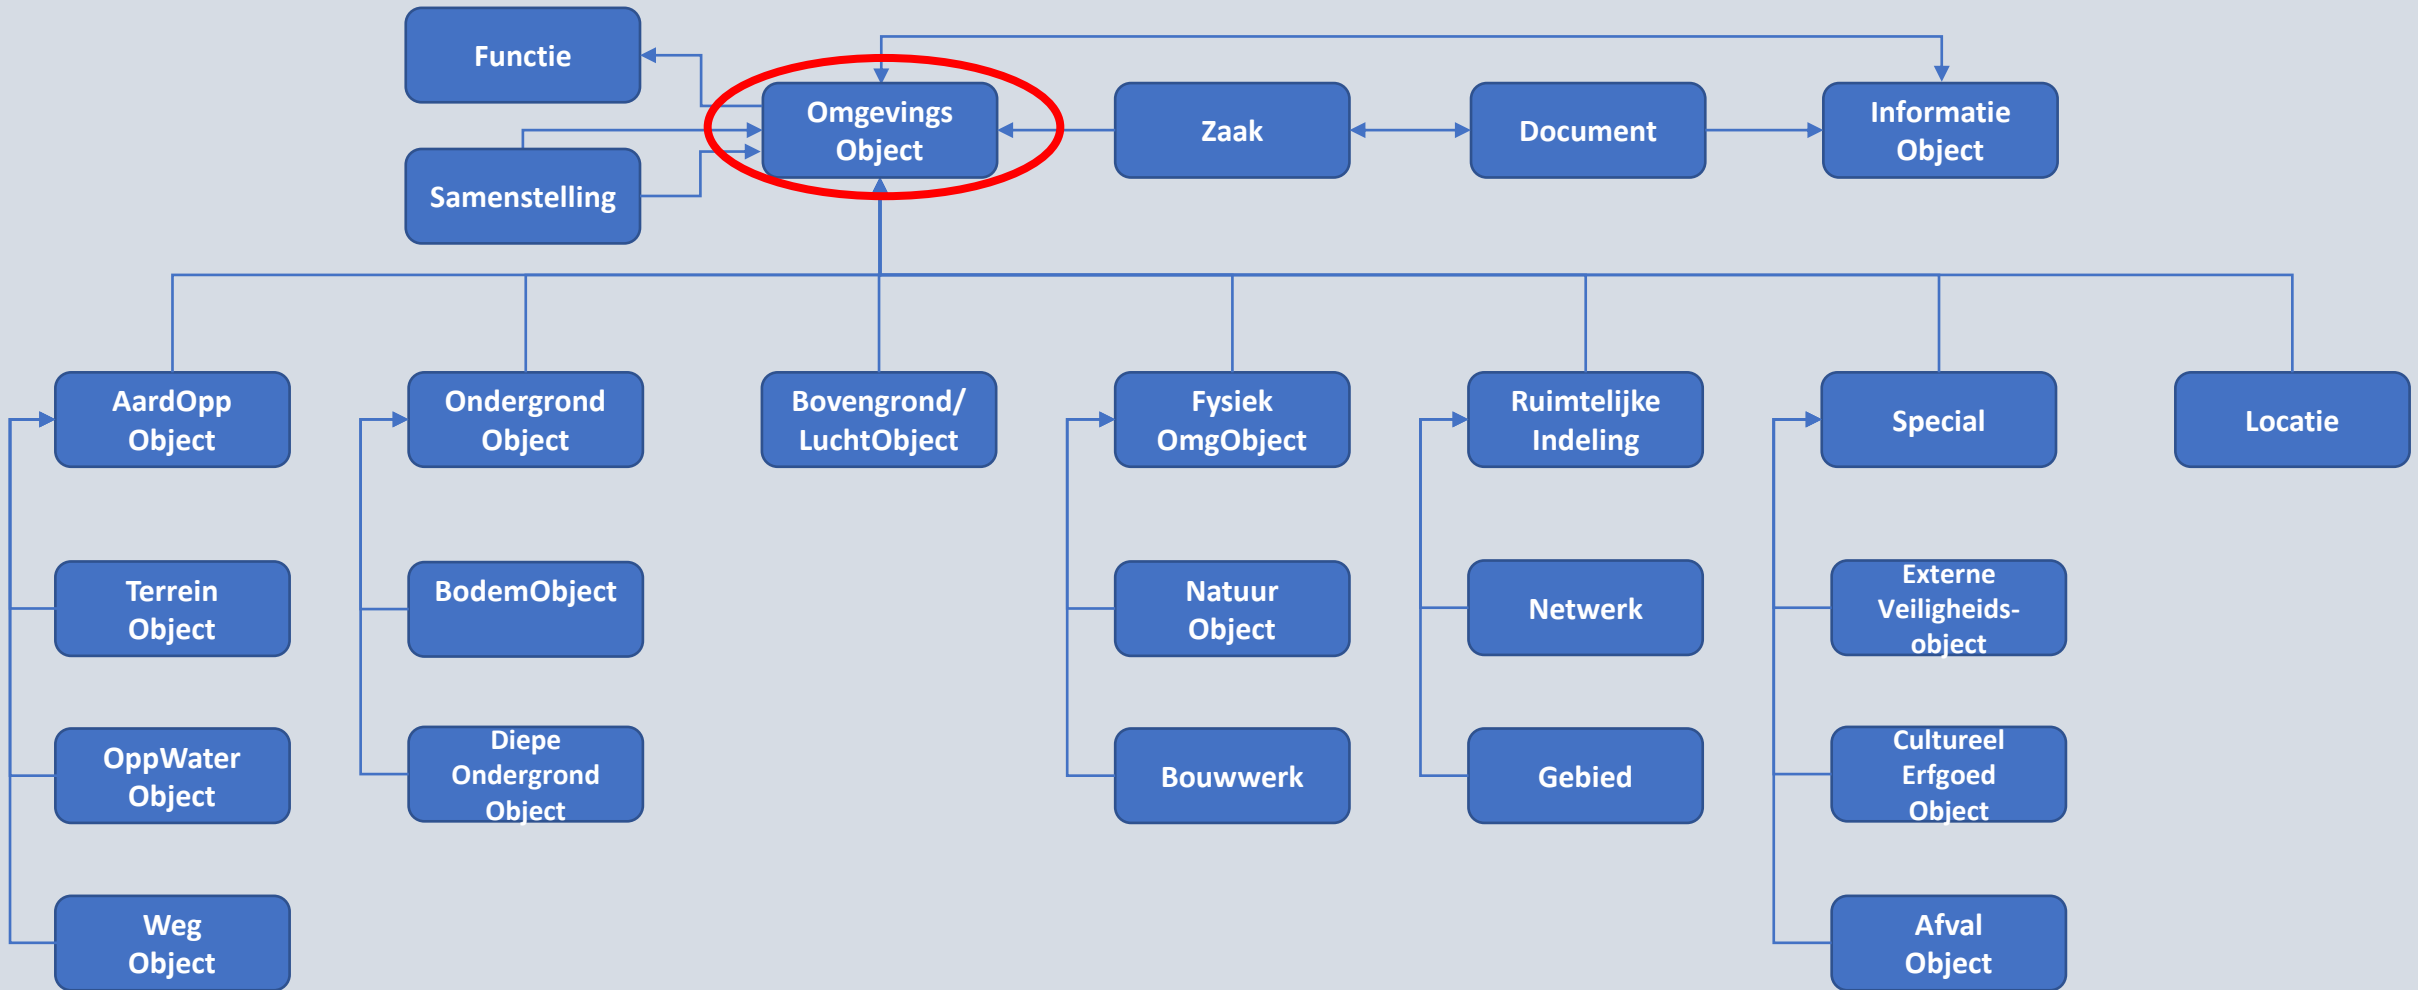 Functie
Omgevings
Object
Zaak
Document
Informatie
Object
Samenstelling
AardOpp
Object
Ondergrond
Object
Bovengrond/
LuchtObject
Fysiek
OmgObject
Ruimtelijke
Indeling
Special
Locatie
Terrein
Object
BodemObject
Natuur
Object
Netwerk
Externe
Veiligheids-
object
OppWater
Object
Diepe
Ondergrond
Object
Bouwwerk
Gebied
Cultureel
Erfgoed
Object
Weg
Object
Afval
Object